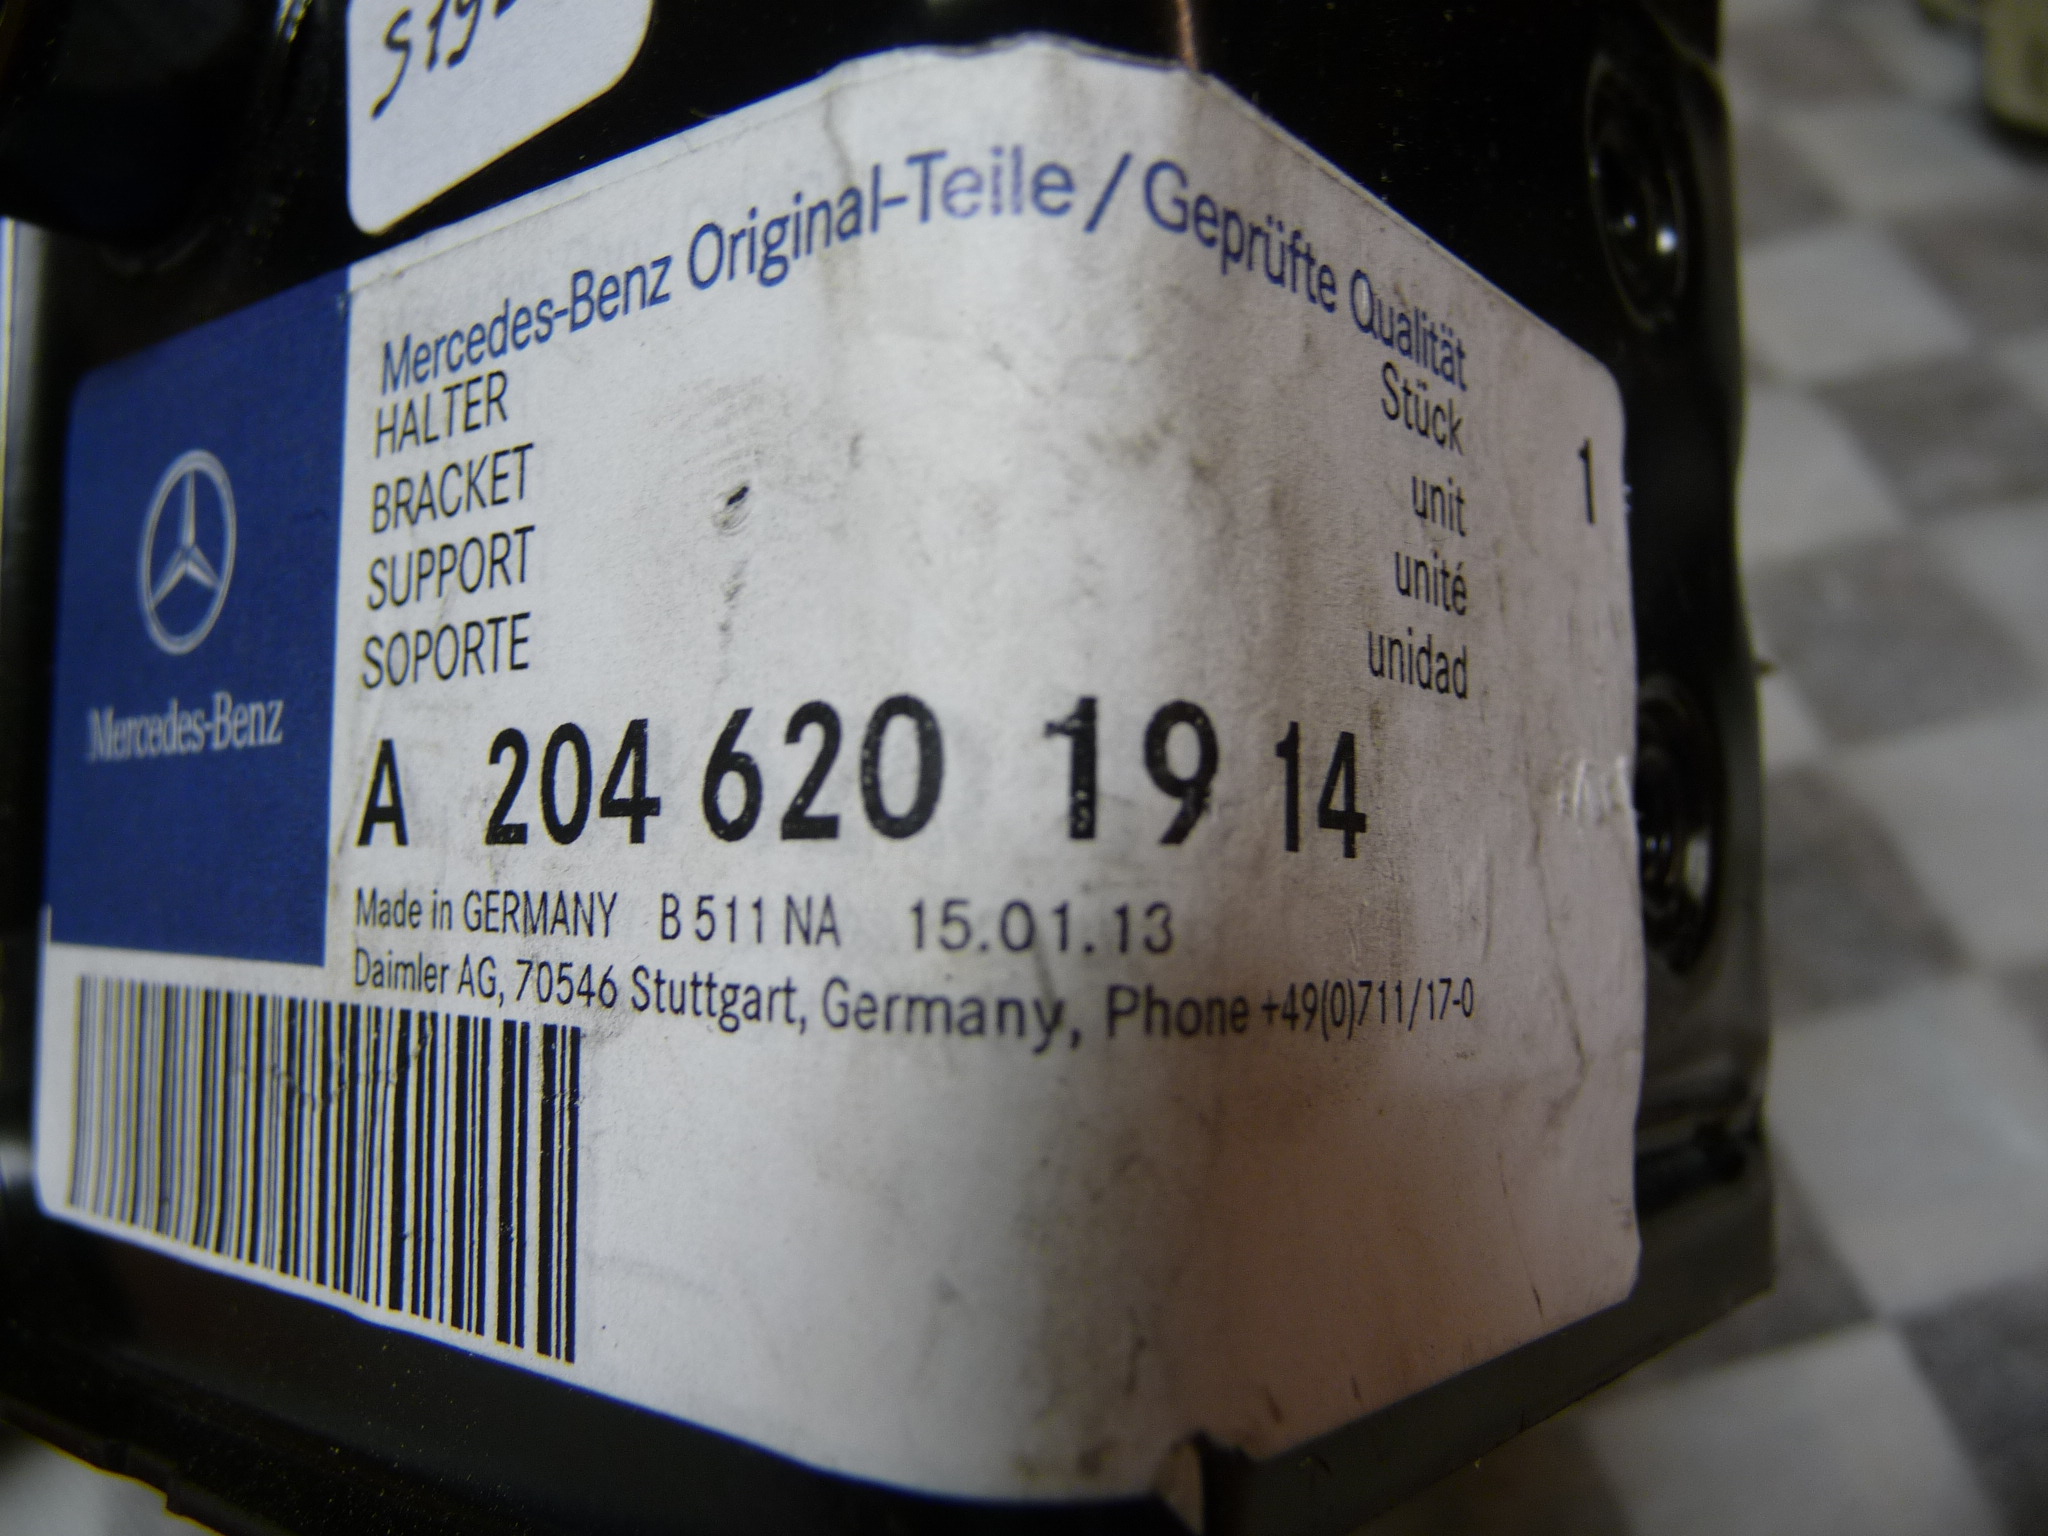 Mercedes-Benz Original-Teile / Geprüfte Qualität
HALTER Stück 1
BRACKET unit
SUPPORT unité
SOPORTE unidad
Mercedes-Benz
A 204 620 19 14
Made in GERMANY B 511 NA 15.01.13
Daimler AG, 70546 Stuttgart, Germany, Phone +49(0)711/17-0